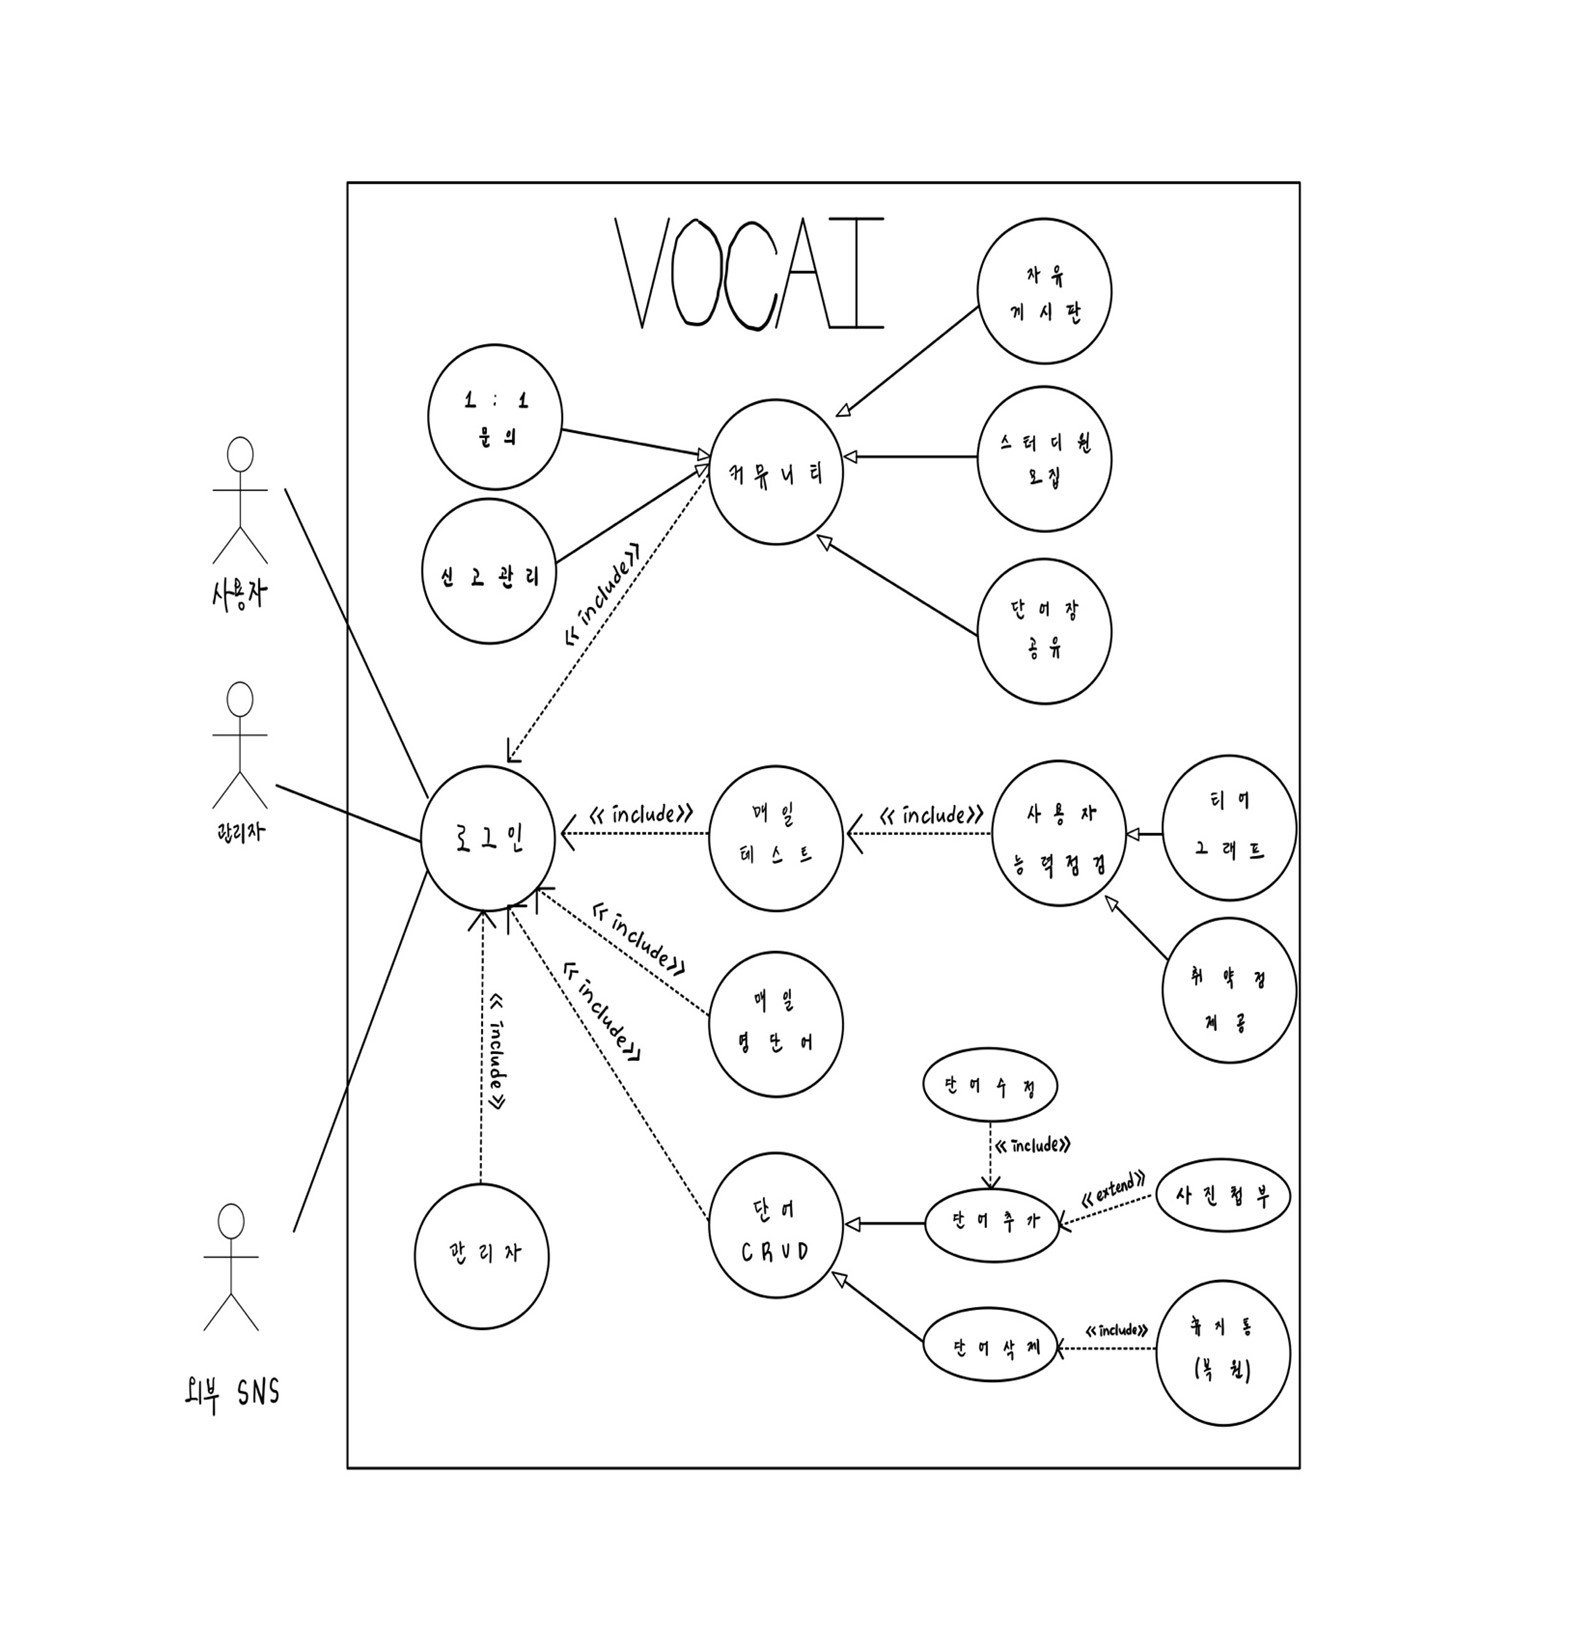 VOCAI
자유
게시판
1 : 1
문의
스터디원
모집
커뮤니티
신고관리
<< include>>
단어장
공유
사용자
관리자
로그인
<< include>>
매일
테스트
<< include>>
사용자
능력점검
티어
그래프
<< include>>
매일
명단어
취약점
제공
<< include>>
<< include>>
단어수정
<< include>>
단어
CRUD
단어추가
<< extend>>
사진첨부
관리자
단어삭제
<< include>>
휴지통
(복원)
외부 SNS